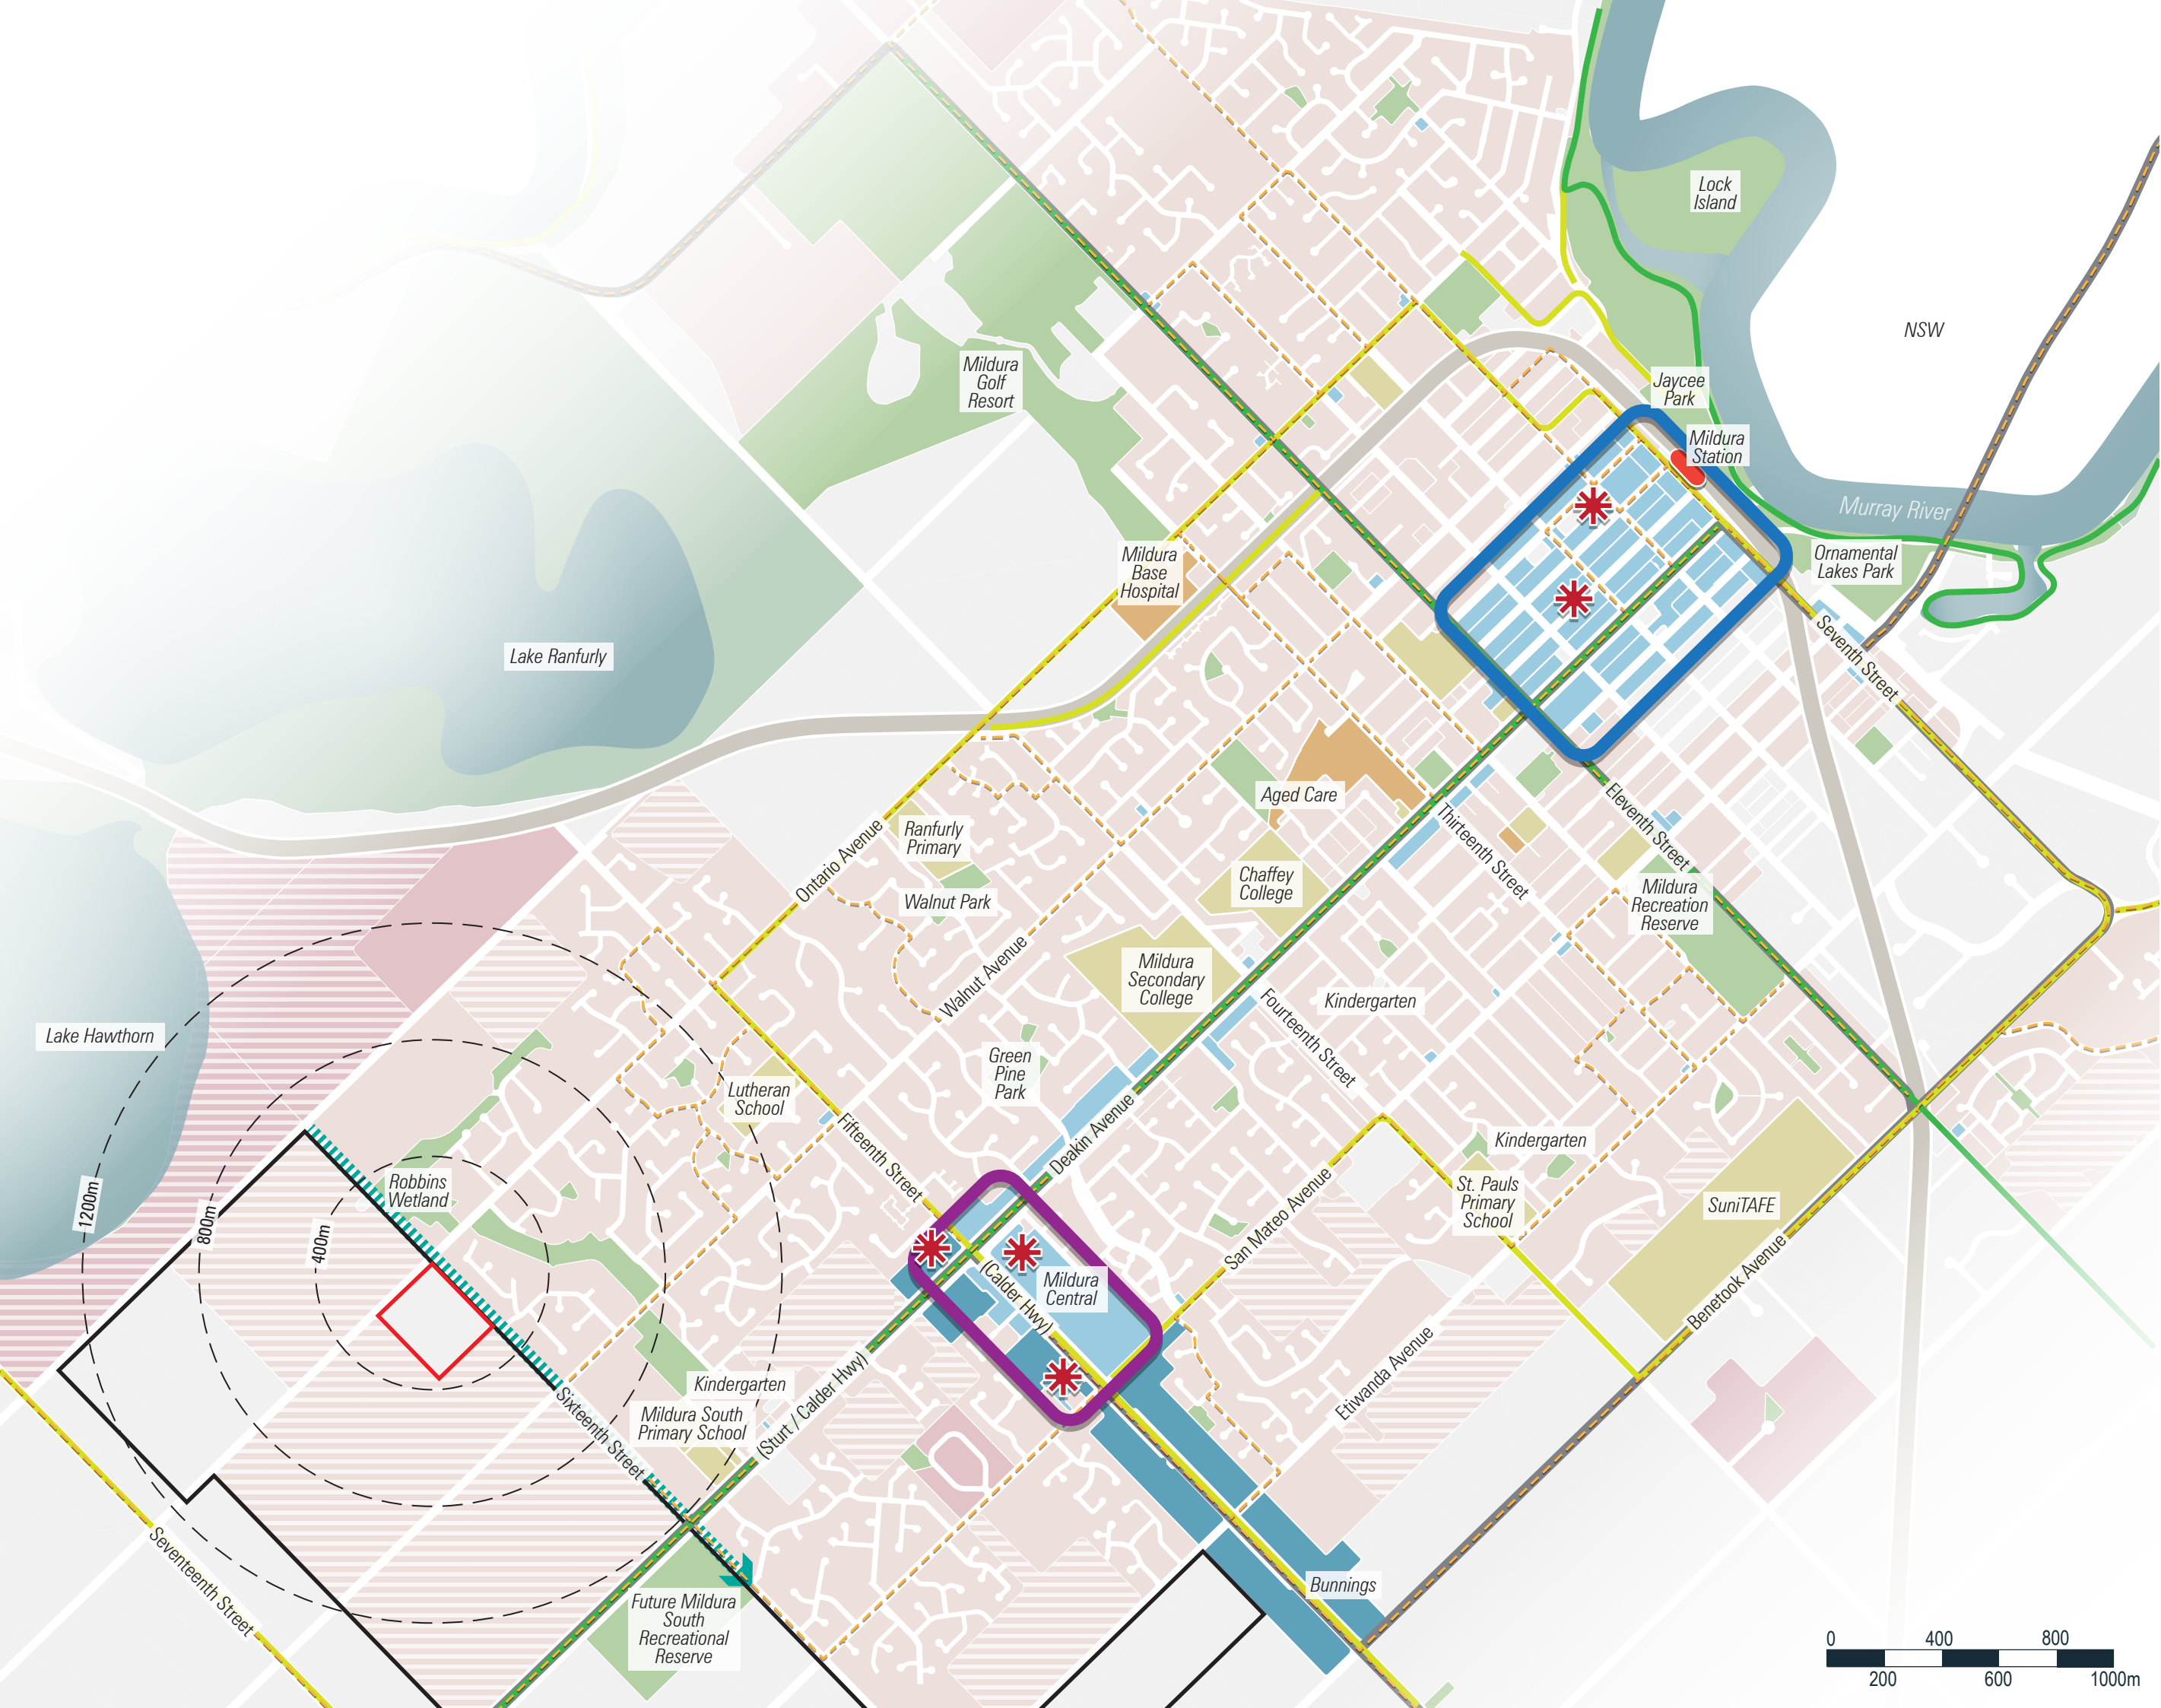 Lock
Island
NSW
Mildura
Golf
Resort
Jaycee
Park
Mildura
Station
Murray River
Ornamental
Lakes Park
Mildura
Base
Hospital
Seventh Street
Lake Ranfurly
Aged Care
Ranfurly
Primary
Ontario Avenue
Thirteenth Street
Eleventh Street
Chaffey
College
Walnut Park
Mildura
Recreation
Reserve
Walnut Avenue
Mildura
Secondary
College
Kindergarten
Fourteenth Street
Lake Hawthorn
Green
Pine
Park
Lutheran
School
Deakin Avenue
Fifteenth Street
Kindergarten
Robbins
Wetland
St. Pauls
Primary
School
SuniTAFE
San Mateo Avenue
1200m
800m
400m
(Calder Hwy)
Mildura
Central
Benetook Avenue
Etiwanda Avenue
Kindergarten
Mildura South
Primary School
(Sturt / Calder Hwy)
Sixteenth Street
Seventeenth Street
Bunnings
Future Mildura
South
Recreational
Reserve
0 400 800
200 600 1000m